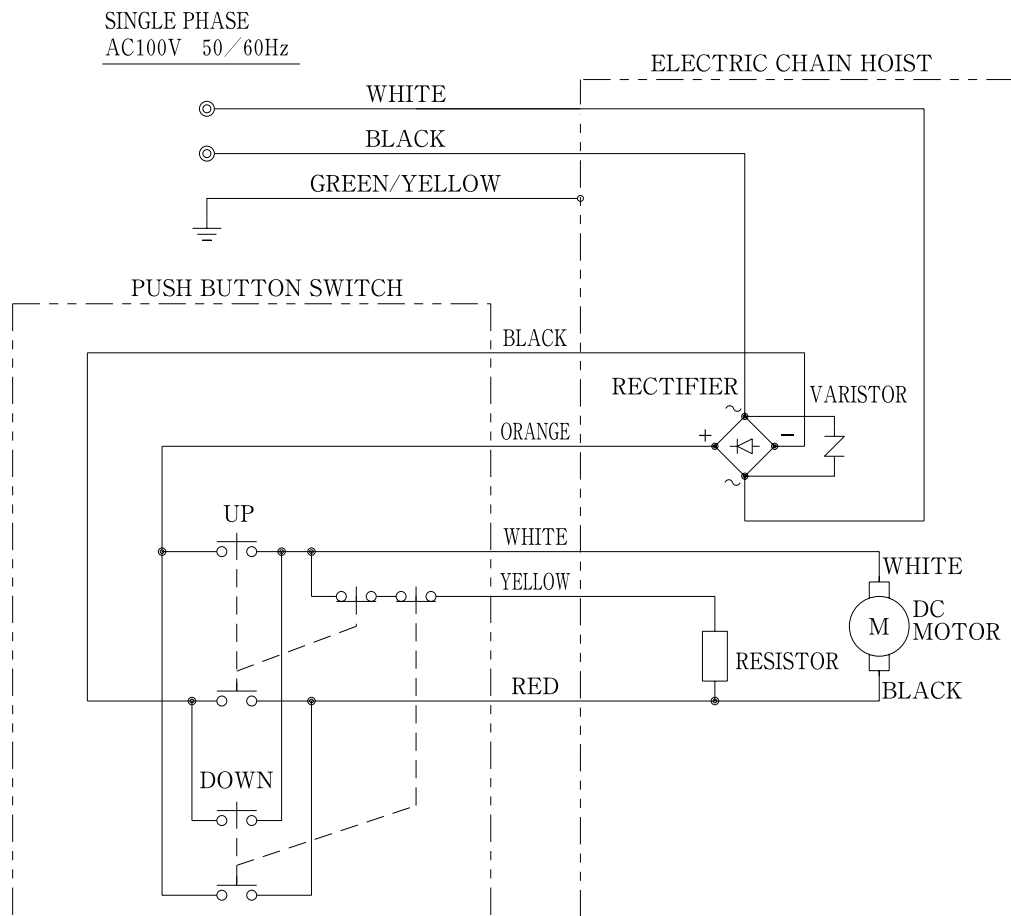 SINGLE PHASE
AC100V 50/60Hz
ELECTRIC CHAIN HOIST
WHITE
BLACK
GREEN/YELLOW
PUSH BUTTON SWITCH
BLACK
RECTIFIER
VARISTOR
~
ORANGE
+
-
~
UP
WHITE
WHITE
YELLOW
DC
MOTOR
M
RESISTOR
RED
BLACK
DOWN